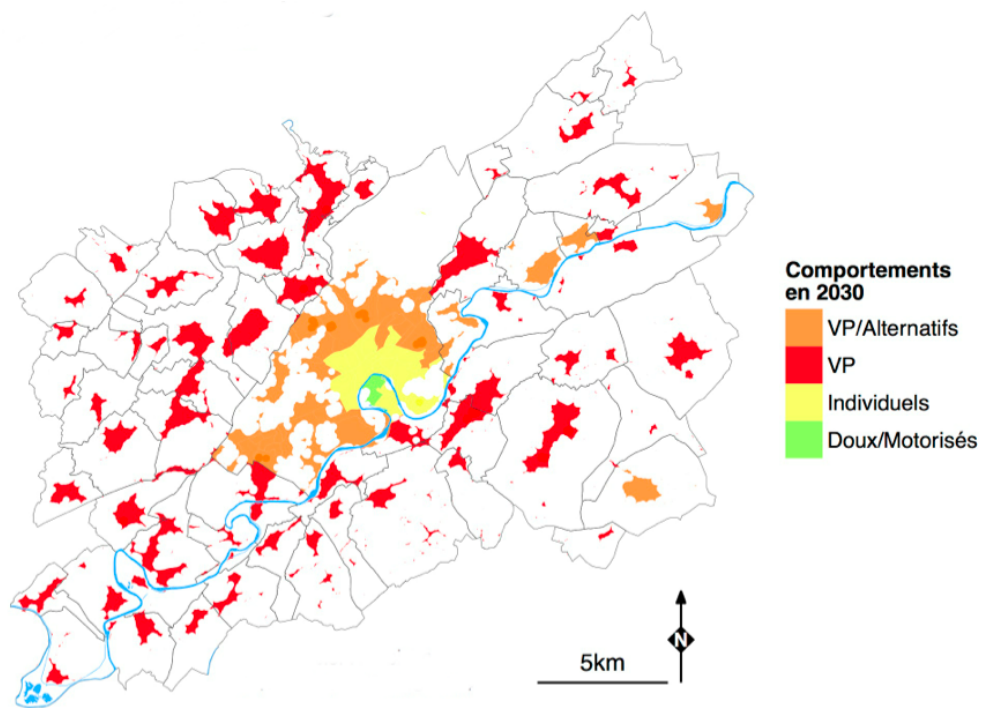 Comportements
en 2030
VP/Alternatifs
VP
Individuels
Doux/Motorisés
5km
N